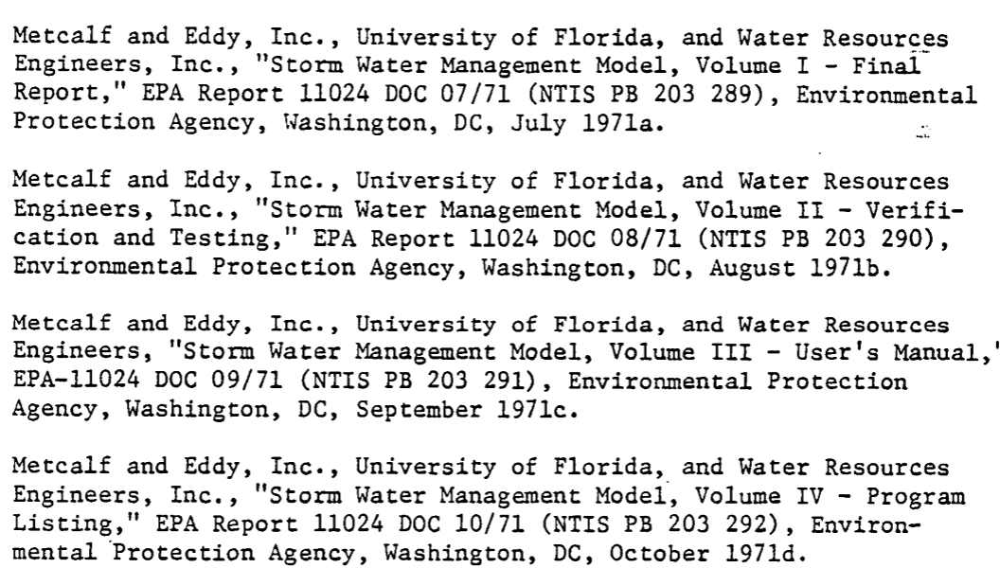 Metcalf and Eddy, Inc., University of Florida, and Water Resources
Engineers, Inc., "Storm Water Management Model, Volume I - Final
Report," EPA Report 11024 DOC 07/71 (NTIS PB 203 289), Environmental
Protection Agency, Washington, DC, July 1971a.
Metcalf and Eddy, Inc., University of Florida, and Water Resources
Engineers, Inc., "Storm Water Management Model, Volume II - Verifi-
cation and Testing," EPA Report 11024 DOC 08/71 (NTIS PB 203 290),
Environmental Protection Agency, Washington, DC, August 1971b.
Metcalf and Eddy, Inc., University of Florida, and Water Resources
Engineers, "Storm Water Management Model, Volume III - User's Manual,'
EPA-11024 DOC 09/71 (NTIS PB 203 291), Environmental Protection
Agency, Washington, DC, September 1971c.
Metcalf and Eddy, Inc., University of Florida, and Water Resources
Engineers, Inc., "Storm Water Management Model, Volume IV - Program
Listing," EPA Report 11024 DOC 10/71 (NTIS PB 203 292), Environ-
mental Protection Agency, Washington, DC, October 1971d.